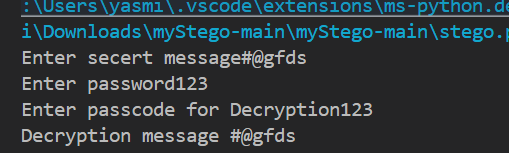 :\Users\yasmi\.vscode\extensions\ms-python.de
i\Downloads\myStego-main\myStego-main\stego.p
Enter secert message#@gfds
Enter password123
Enter passcode for Decryption123
Decryption message #@gfds